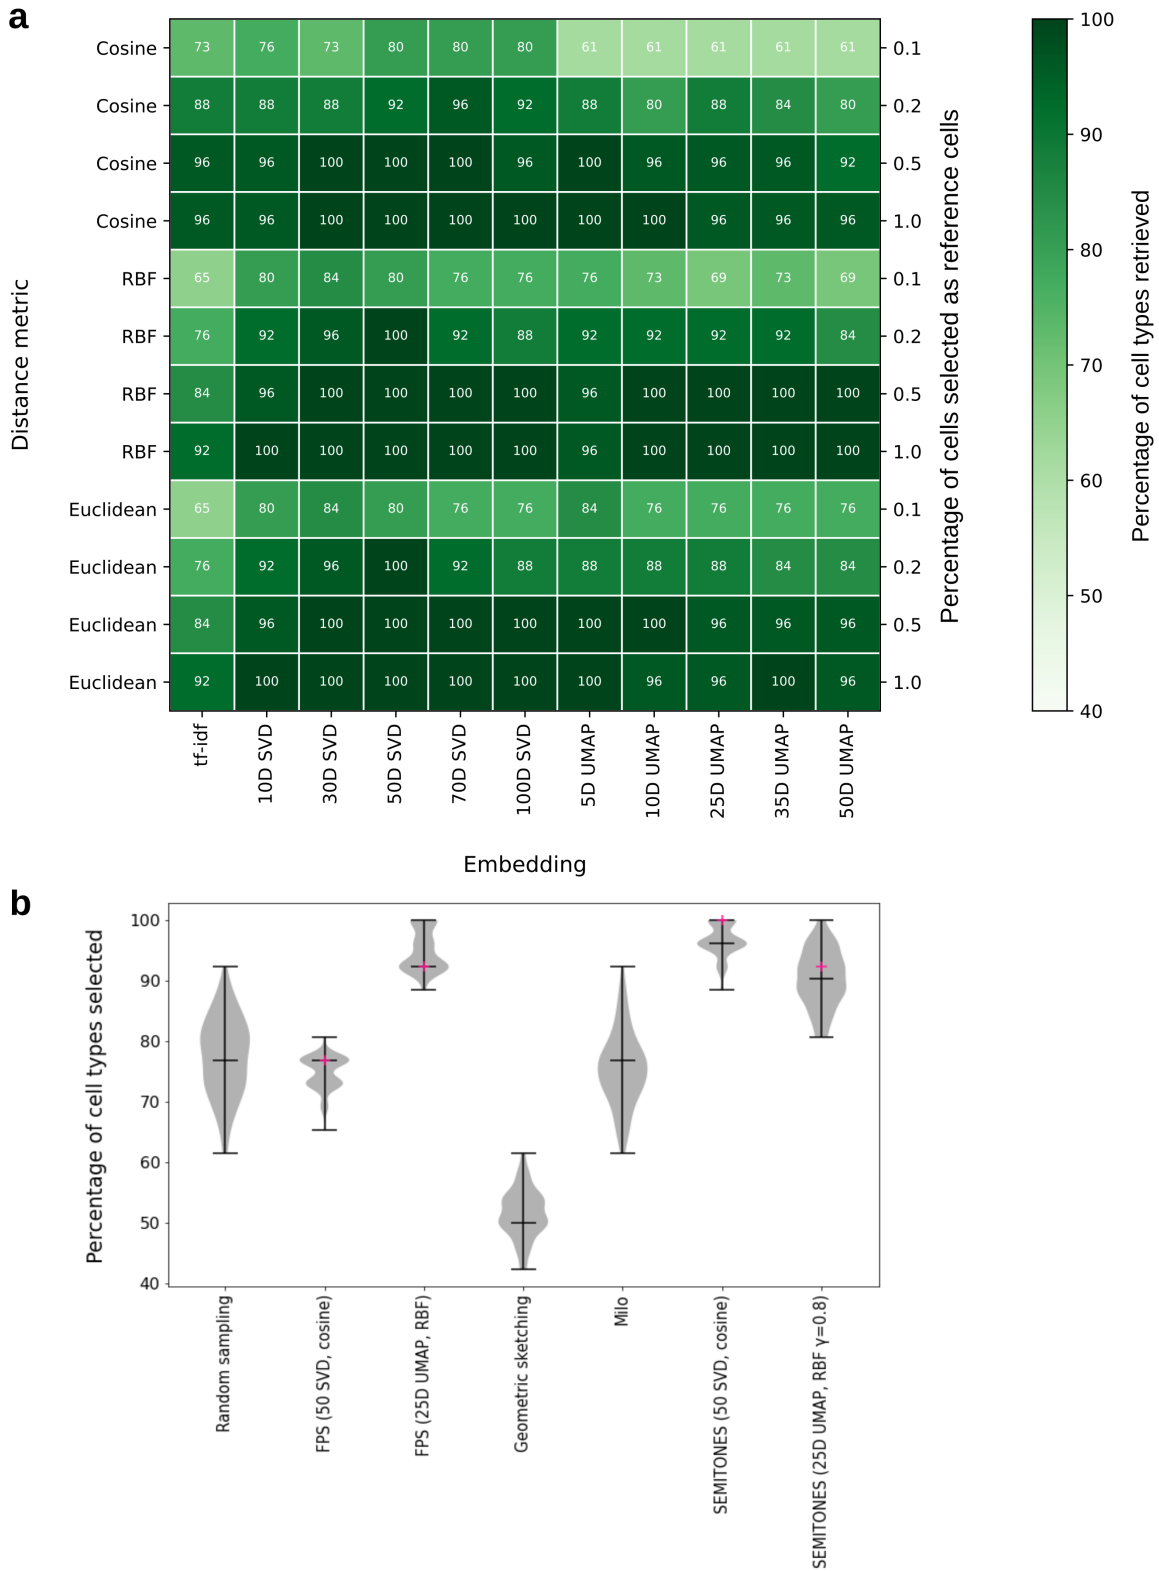 a
Cosine 73 76 73 80 80 80 61 61 61 61 61 0.1
Cosine 88 88 88 92 96 92 88 80 88 84 80 0.2
Cosine 96 96 100 100 100 96 100 96 96 96 92 0.5
Cosine 96 96 100 100 100 100 100 100 96 96 96 1.0
RBF 65 80 84 80 76 76 76 73 69 73 69 0.1
RBF 76 92 96 100 92 88 92 92 92 92 84 0.2
RBF 84 96 100 100 100 100 96 100 100 100 100 0.5
RBF 92 100 100 100 100 100 96 100 100 100 100 1.0
Euclidean 65 80 84 80 76 76 84 76 76 76 76 0.1
Euclidean 76 92 96 100 92 88 88 88 88 84 84 0.2
Euclidean 84 96 100 100 100 100 100 100 96 96 96 0.5
Euclidean 92 100 100 100 100 100 100 96 96 100 96 1.0
Distance metric
Percentage of cells selected as reference cells
100
90
80
70
60
50
40
Percentage of cell types retrieved
tf-idf
10D SVD
30D SVD
50D SVD
70D SVD
100D SVD
5D UMAP
10D UMAP
25D UMAP
35D UMAP
50D UMAP
Embedding
b
Percentage of cell types selected
100
90
80
70
60
50
40
Random sampling
FPS (50 SVD, cosine)
FPS (25D UMAP, RBF)
Geometric sketching
Milo
SEMITONES (50 SVD, cosine)
SEMITONES (25D UMAP, RBF γ=0.8)